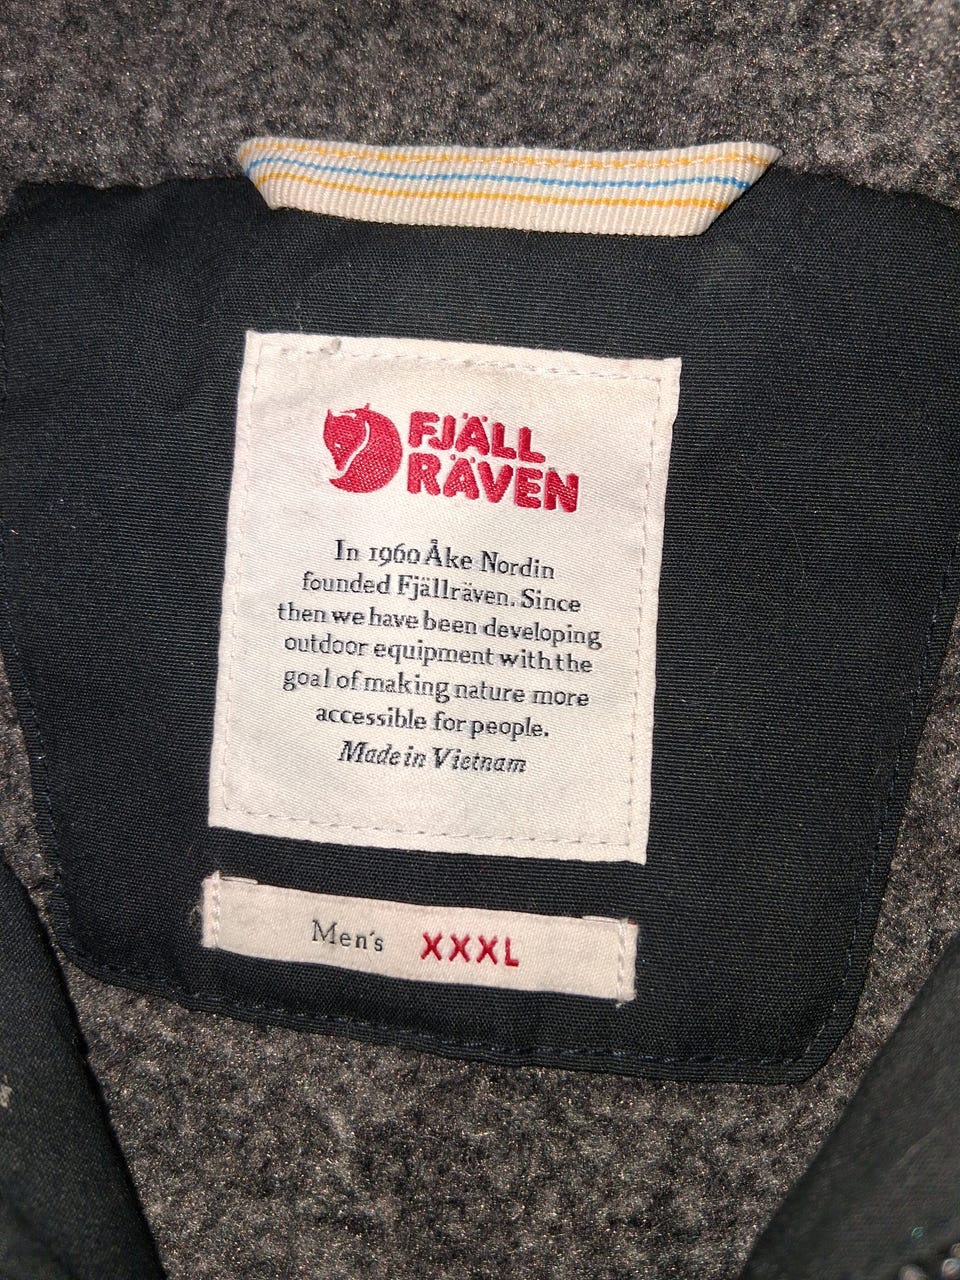 FJÄLL
RÄVEN
In 1960 Åke Nordin
founded Fjällräven. Since
then we have been developing
outdoor equipment with the
goal of making nature more
accessible for people.
Made in Vietnam
Men's XXXL